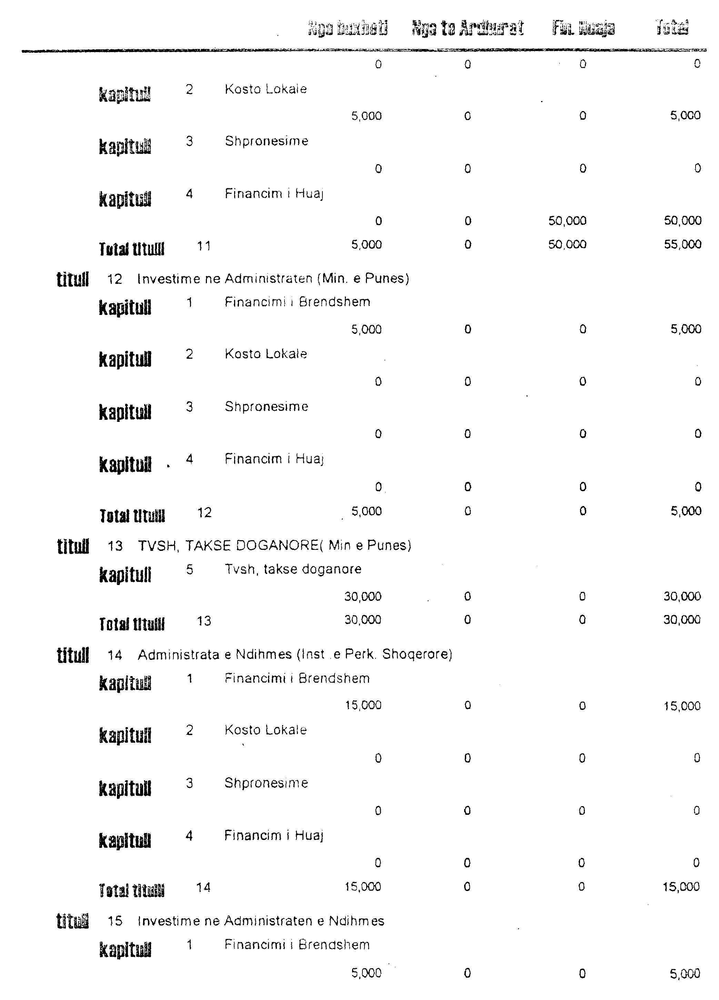 Nga buxheti Nga te Ardhurat Fin. Huaja Total
0 0 0 0
kapitull 2 Kosto Lokale
5,000 0 0 5,000
kapitull 3 Shpronesime
0 0 0 0
kapitull 4 Financim i Huaj
0 0 50,000 50,000
Total titulli 11 5,000 0 50,000 55,000
titull 12 Investime ne Administraten (Min. e Punes)
kapitull 1 Financimi i Brendshem
5,000 0 0 5,000
kapitull 2 Kosto Lokale
0 0 0 0
kapitull 3 Shpronesime
0 0 0 0
kapitull 4 Financim i Huaj
0 0 0 0
Total titulli 12 5,000 0 0 5,000
titull 13 TVSH, TAKSE DOGANORE( Min e Punes)
kapitull 5 Tvsh, takse doganore
30,000 0 0 30,000
Total titulli 13 30,000 0 0 30,000
titull 14 Administrata e Ndihmes (Inst .e Perk. Shoqerore)
kapitull 1 Financimi i Brendshem
15,000 0 0 15,000
kapitull 2 Kosto Lokale
0 0 0 0
kapitull 3 Shpronesime
0 0 0 0
kapitull 4 Financim i Huaj
0 0 0 0
Total titulli 14 15,000 0 0 15,000
titull 15 Investime ne Administraten e Ndihmes
kapitull 1 Financimi i Brendshem
5,000 0 0 5,000